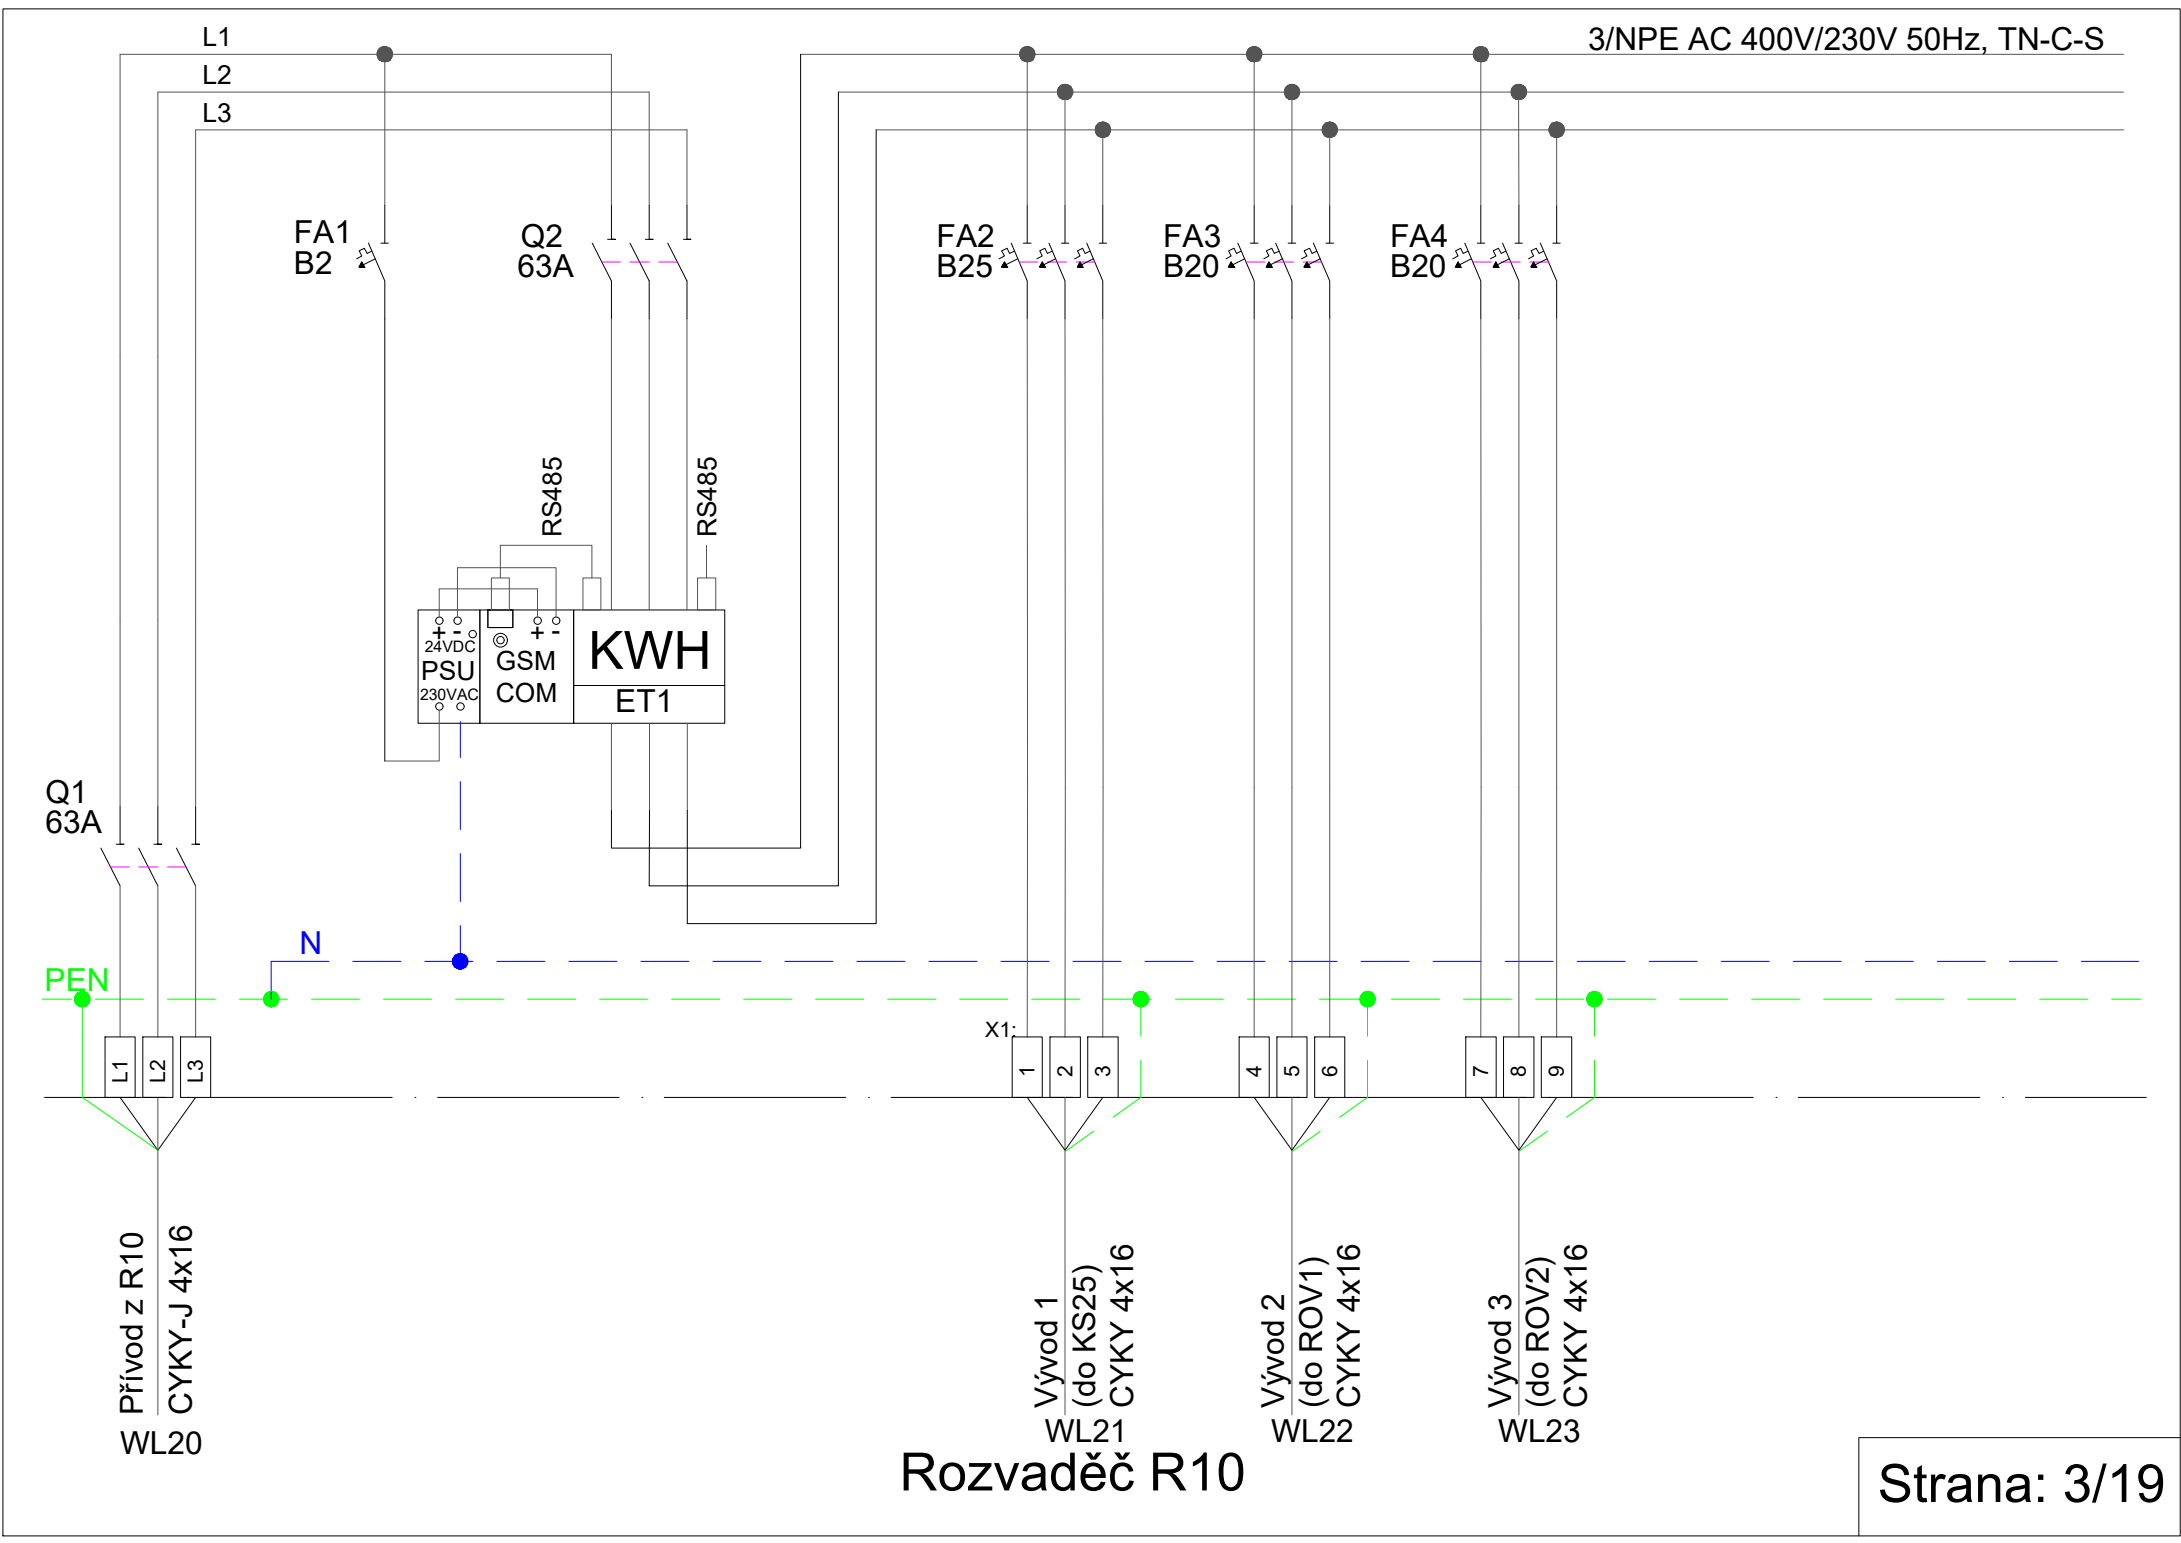 L1
3/NPE AC 400V/230V 50Hz, TN-C-S
L2
L3
FA1
B2
Q2
63A
FA2
B25
FA3
B20
FA4
B20
RS485
RS485
+ -
24VDC
PSU
230VAC
+ -
GSM
COM
KWH
ET1
Q1
63A
N
PEN
X1:
L1
L2
L3
1
2
3
4
5
6
7
8
9
Přívod z R10
CYKY-J 4x16
WL20
Vývod 1
(do KS25)
CYKY 4x16
WL21
Vývod 2
(do ROV1)
CYKY 4x16
WL22
Vývod 3
(do ROV2)
CYKY 4x16
WL23
Rozvaděč R10
Strana: 3/19